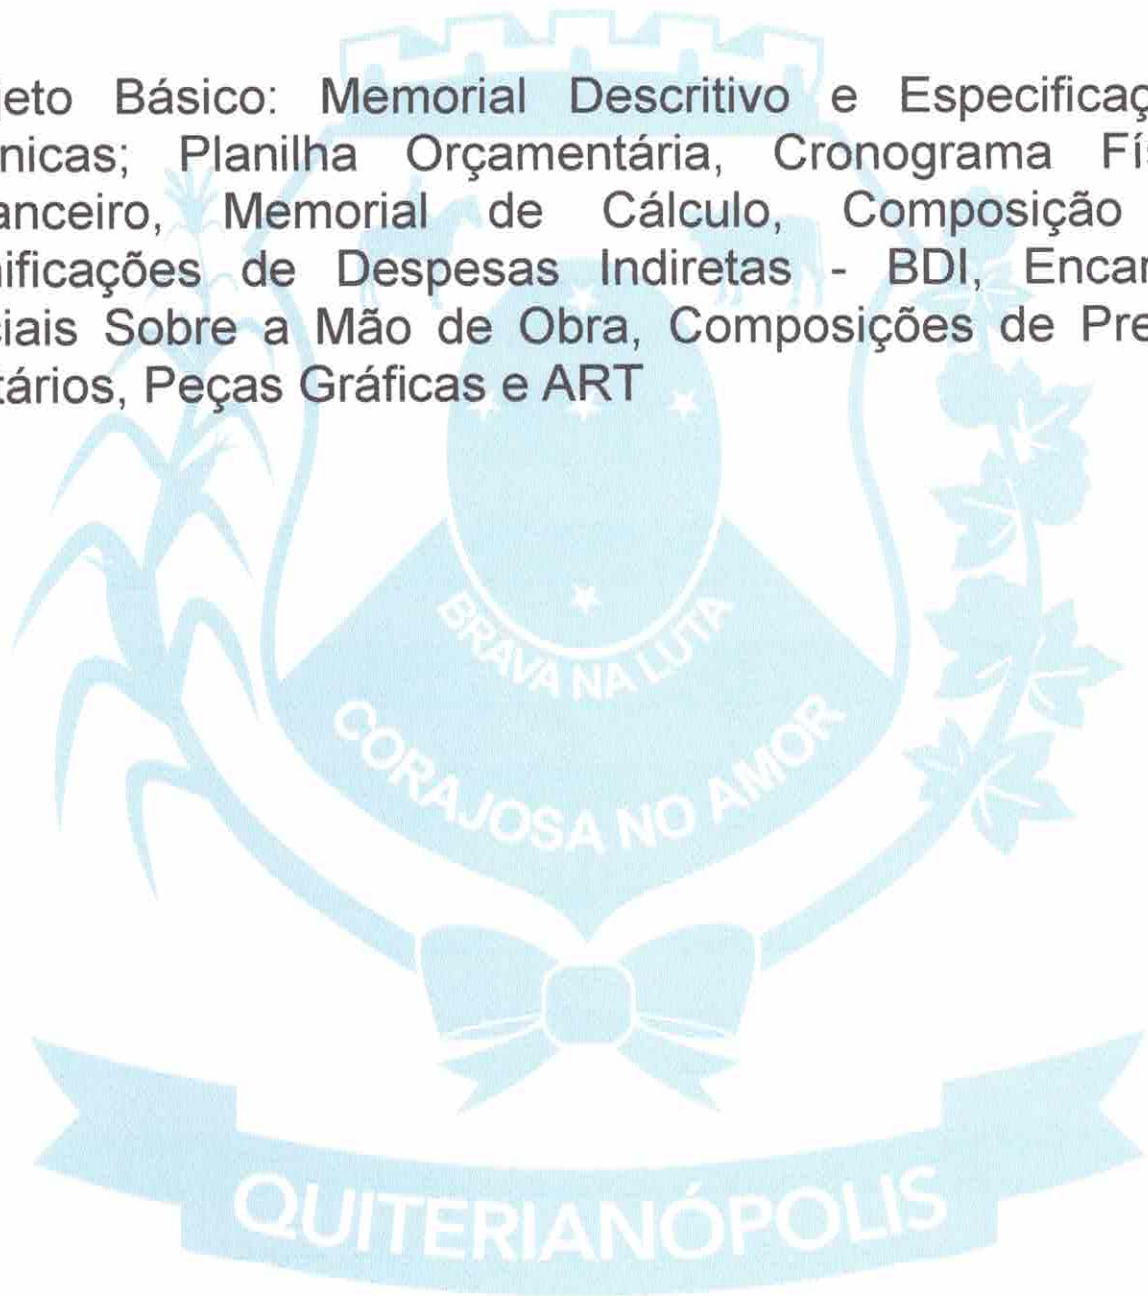 jeto Básico: Memorial Descritivo e Especificaç
nicas; Planilha Orçamentária, Cronograma Fí
anceiro, Memorial de Cálculo, Composição
nificações de Despesas Indiretas - BDI, Encar
ciais Sobre a Mão de Obra, Composições de Pre
tários, Peças Gráficas e ART
BRAVA NA LUTA
CORAJOSA NO AMOR
QUITERIANÓPOLIS